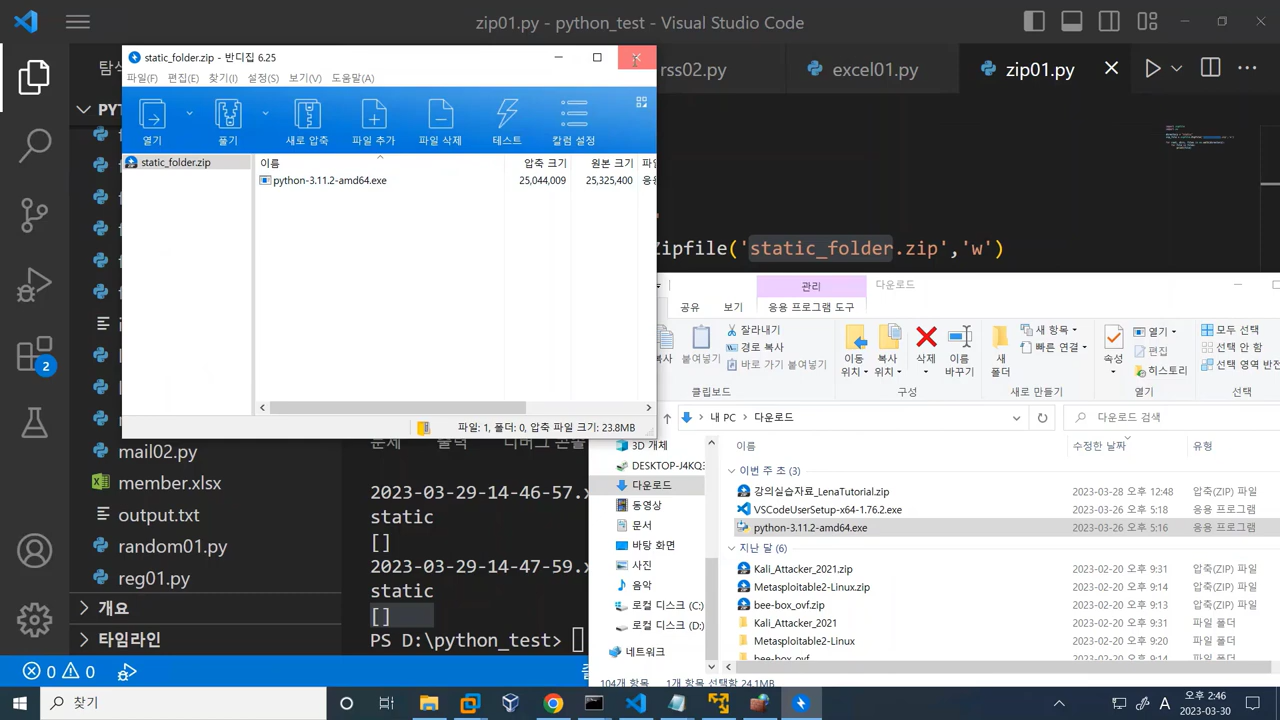 zip01.py - python_test - Visual Studio Code
static_folder.zip - 반디집 6.25
파일(F) 편집(E) 찾기(I) 설정(S) 보기(V) 도움말(A)
열기 풀기 새로 압축 파일 추가 파일 삭제 테스트 칼럼 설정
static_folder.zip
이름 압축 크기 원본 크기
python-3.11.2-amd64.exe 25,044,009 25,325,400 응
파일: 1, 폴더: 0, 압축 파일 크기: 23.8MB
탐
rss02.py excel01.py zip01.py
PY
Zipfile('static_folder.zip','w')
2
mail02.py
member.xlsx
output.txt
random01.py
reg01.py
개요
타임라인
2023-03-29-14-46-57.x
static
[]
2023-03-29-14-47-59.x
static
[]
PS D:\python_test>
0 0
관리 다운로드
공유 보기 응용 프로그램 도구
붙여넣기
잘라내기
경로 복사
바로 가기 붙여넣기
클립보드
이동 위치 복사 위치 삭제 이름 바꾸기
구성
새 폴더
새 항목
빠른 연결
새로 만들기
속성
열기
편집
히스토리
열기
모두 선택
선택 안 함
선택 영역 반전
선택
내 PC 다운로드
다운로드 검색
이름 수정한 날짜 유형
3D 개체
DESKTOP-J4KQ3
다운로드
동영상
문서
바탕 화면
사진
음악
로컬 디스크 (C:)
로컬 디스크 (D:)
네트워크
이번 주 초 (3)
강의실습자료_LenaTutorial.zip 2023-03-28 오후 12:48 압축(ZIP) 파일
VSCodeUserSetup-x64-1.76.2.exe 2023-03-26 오후 5:18 응용 프로그램
python-3.11.2-amd64.exe 2023-03-26 오후 5:16 응용 프로그램
지난 달 (6)
Kali_Attacker_2021.zip 2023-02-20 오후 9:31 압축(ZIP) 파일
Metasploitable2-Linux.zip 2023-02-20 오후 9:14 압축(ZIP) 파일
bee-box_ovf.zip 2023-02-20 오후 9:13 압축(ZIP) 파일
Kali_Attacker_2021 2023-02-20 오후 9:31 파일 폴더
Metasploitable2-Linux 2023-02-20 오후 9:20 파일 폴더
bee-box_ovf 2023-02-20 오후 9:14 파일 폴더
104개 항목 1개 항목 선택함 24.1MB
찾기
A
오후 2:46
2023-03-30